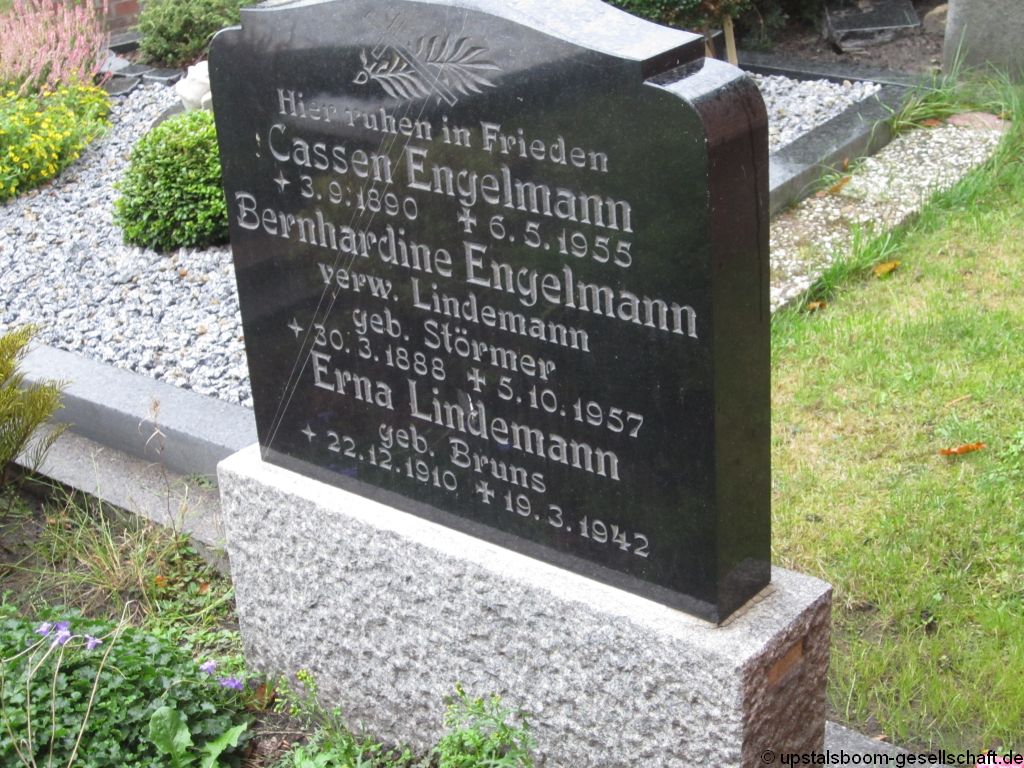 Hier ruhen in Frieden
Cassen Engelmann
✦ 3. 9. 1890 ✝ 6. 5. 1955
Bernhardine Engelmann
verw. Lindemann
geb. Störmer
✦ 30. 3. 1888 ✝ 5. 10. 1957
Erna Lindemann
geb. Bruns
✦ 22. 12. 1910 ✝ 19. 3. 1942
© upstalsboom-gesellschaft.de